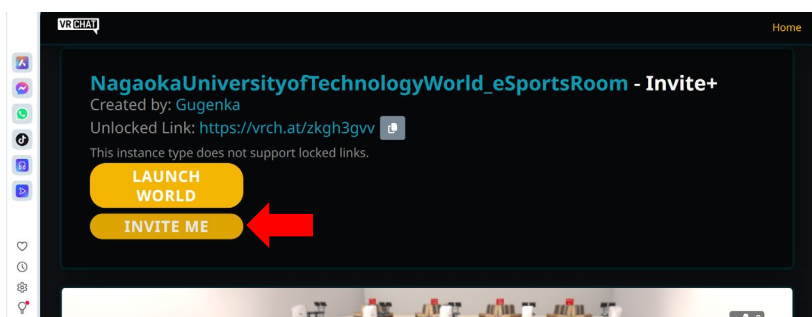 VRCHAT
Home
NagaokaUniversityofTechnologyWorld_eSportsRoom - Invite+
Created by: Gugenka
Unlocked Link: https://vrch.at/zkgh3gvv
This instance type does not support locked links.
LAUNCH
WORLD
INVITE ME